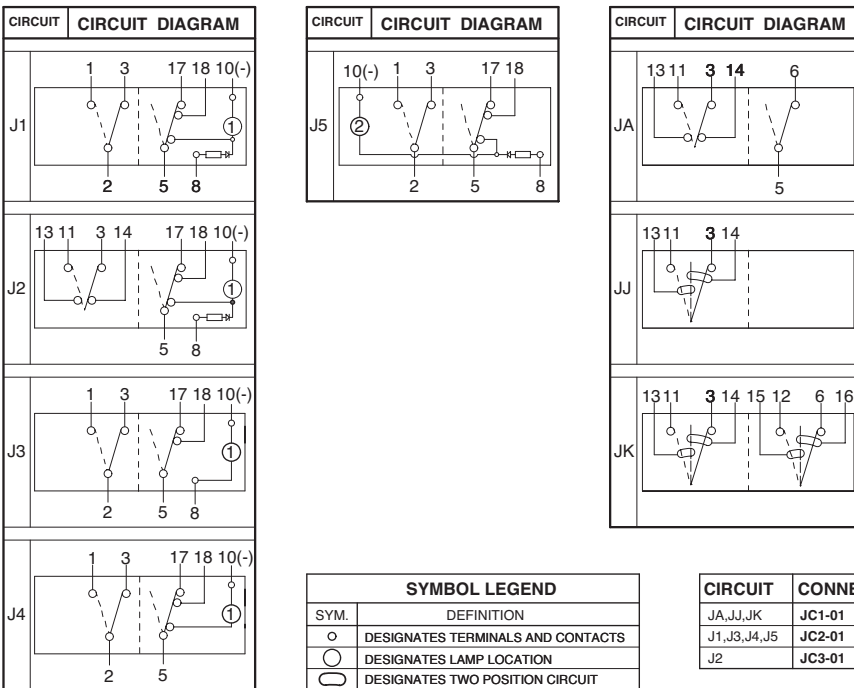 CIRCUIT CIRCUIT DIAGRAM
1 3 17 18 10(-)
J1
1
2 5 8
13 11 3 14 17 18 10(-)
J2
1
5 8
1 3 17 18 10(-)
J3
1
2 5 8
1 3 17 18 10(-)
J4
1
2 5
CIRCUIT CIRCUIT DIAGRAM
10(-) 1 3 17 18
J5
2
2 5 8
CIRCUIT CIRCUIT DIAGRAM
13 11 3 14 6
JA
5
13 11 3 14
JJ
13 11 3 14 15 12 6 16
JK
SYMBOL LEGEND
SYM. DEFINITION
DESIGNATES TERMINALS AND CONTACTS
DESIGNATES LAMP LOCATION
DESIGNATES TWO POSITION CIRCUIT
CIRCUIT CONNE
JA,JJ,JK JC1-01
J1,J3,J4,J5 JC2-01
J2 JC3-01